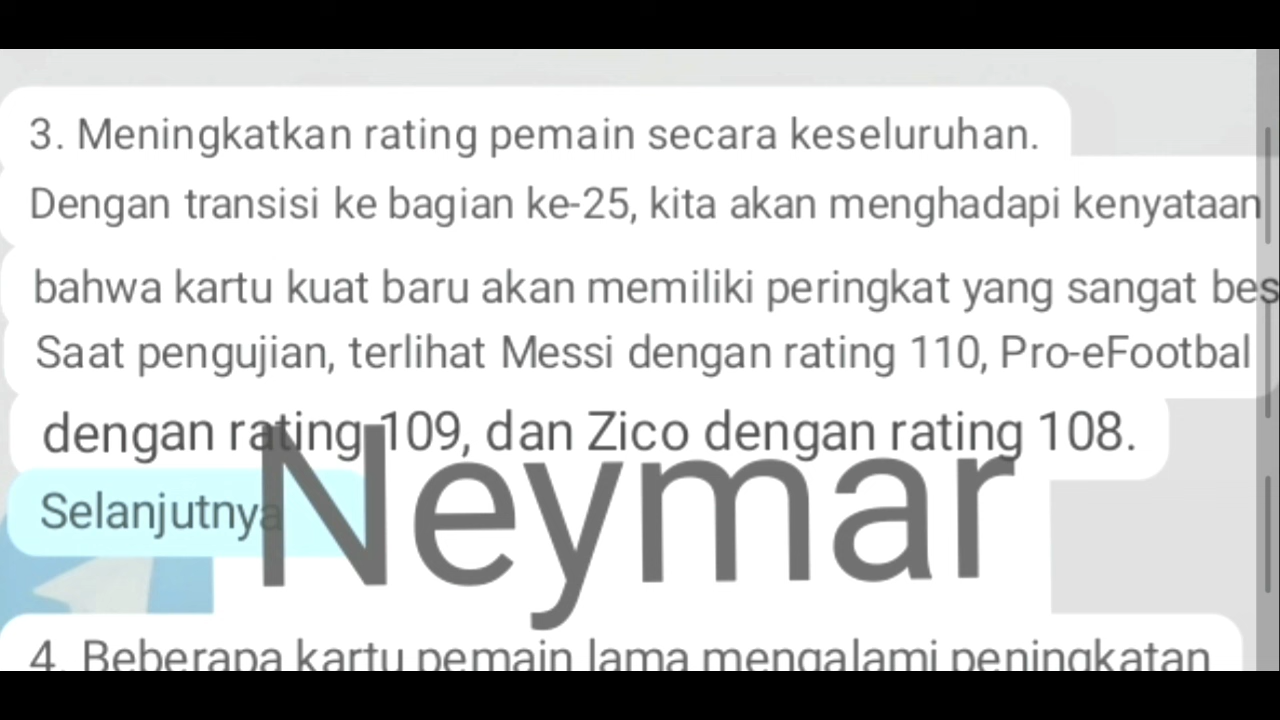 3. Meningkatkan rating pemain secara keseluruhan.
Dengan transisi ke bagian ke-25, kita akan menghadapi kenyataan
bahwa kartu kuat baru akan memiliki peringkat yang sangat bes
Saat pengujian, terlihat Messi dengan rating 110, Pro-eFootbal
dengan rating 109, dan Zico dengan rating 108.
Selanjutnya
Neymar
4. Beberapa kartu pemain lama mengalami peningkatan